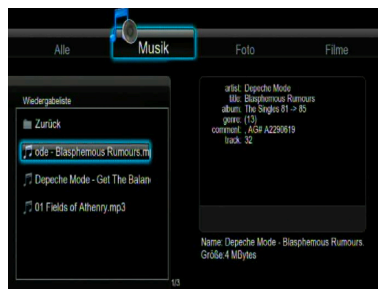 Alle
Musik
Foto
Filme
Wiedergabeliste
Zurück
ode - Blasphemous Rumours.mp
Depeche Mode - Get The Balan
01 Fields of Athenry.mp3
1/3
artist: Depeche Mode
title: Blasphemous Rumours
album: The Singles 81 -> 85
genre: (13)
comment: , AG# A2290619
track: 32
Name: Depeche Mode - Blasphemous Rumours.
Größe:4 MBytes